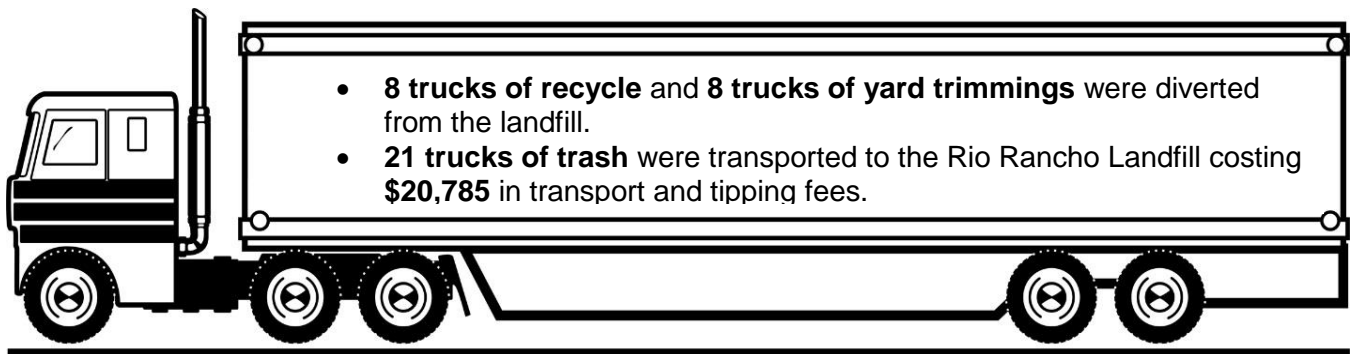 • 8 trucks of recycle and 8 trucks of yard trimmings were diverted
from the landfill.
• 21 trucks of trash were transported to the Rio Rancho Landfill costing
$20,785 in transport and tipping fees.